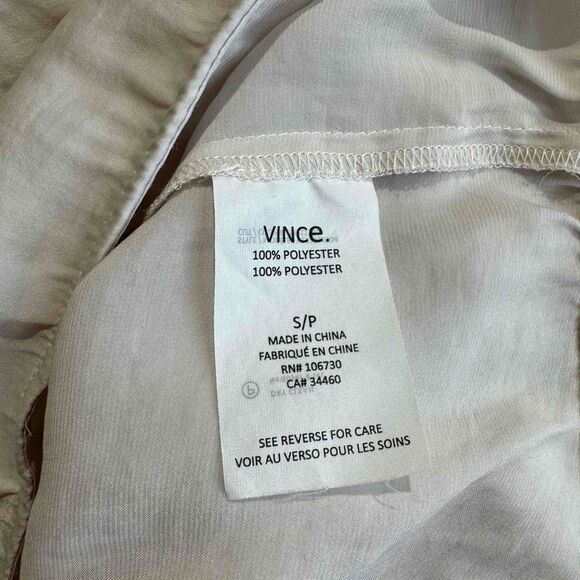 VINCe.
100% POLYESTER
100% POLYESTER
S/P
MADE IN CHINA
FABRIQUÉ EN CHINE
RN# 106730
CA# 34460
SEE REVERSE FOR CARE
VOIR AU VERSO POUR LES SOINS